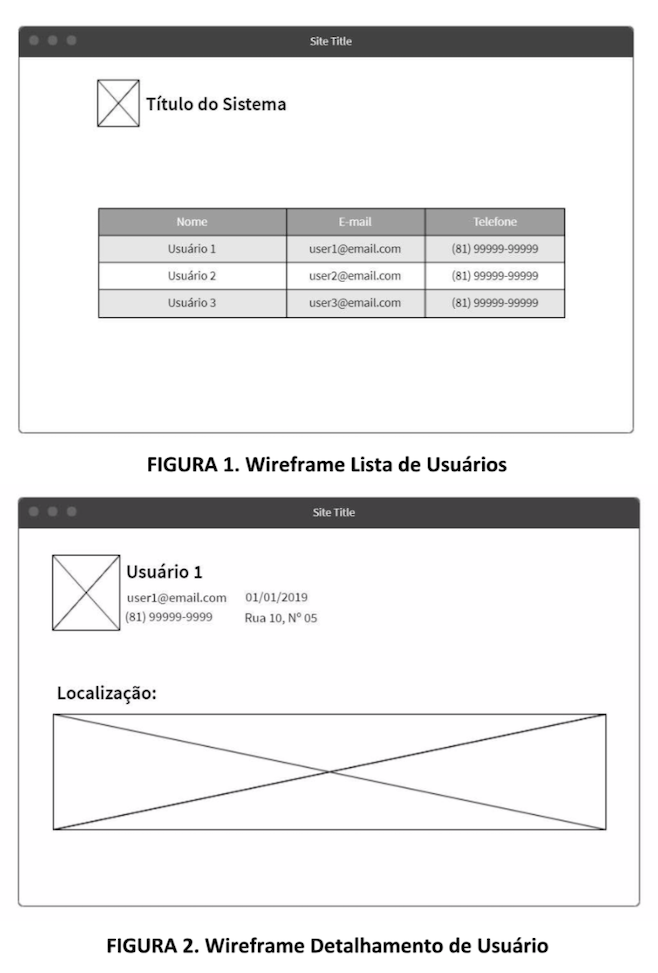 Site Title
Título do Sistema
Nome E-mail Telefone
Usuário 1 user1@email.com (81) 99999-99999
Usuário 2 user2@email.com (81) 99999-99999
Usuário 3 user3@email.com (81) 99999-99999
FIGURA 1. Wireframe Lista de Usuários
Site Title
Usuário 1
user1@email.com 01/01/2019
(81) 99999-9999 Rua 10, Nº 05
Localização:
FIGURA 2. Wireframe Detalhamento de Usuário